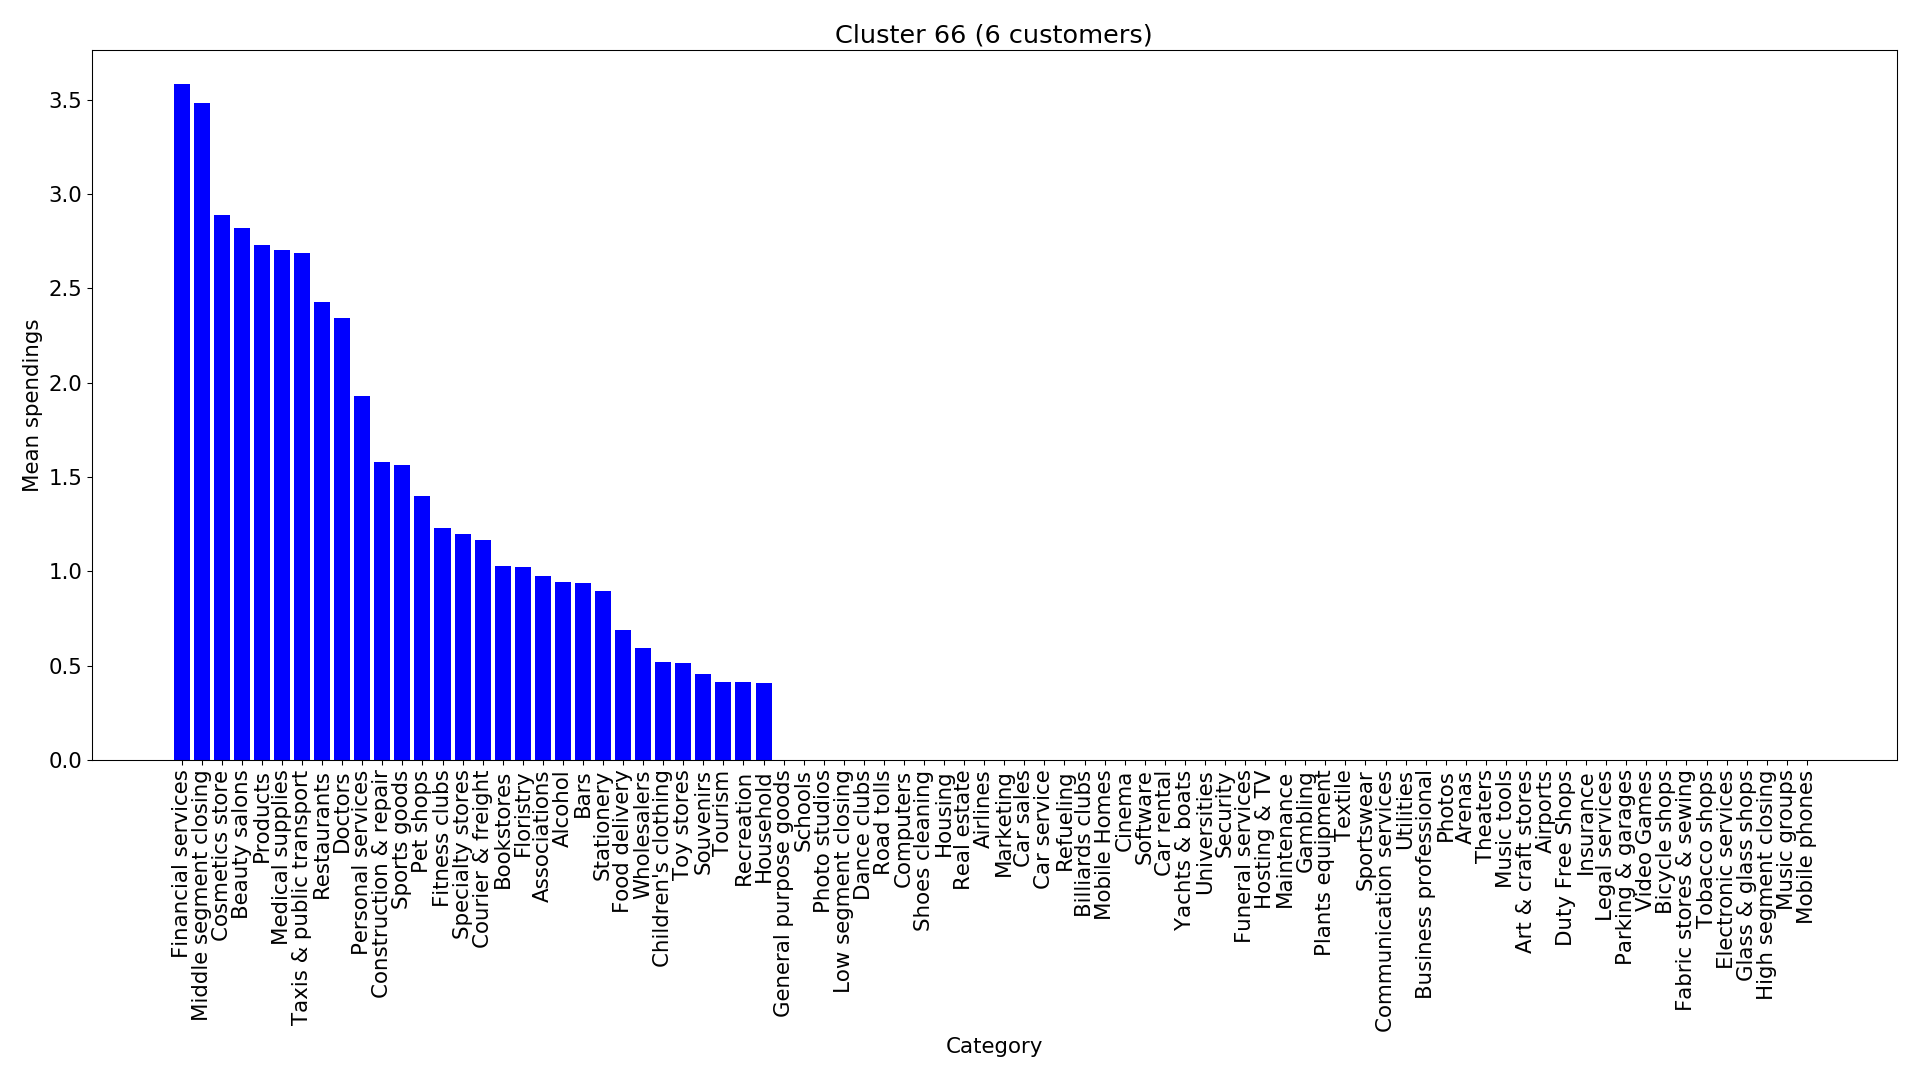 Cluster 66 (6 customers)
Mean spendings
3.5
3.0
2.5
2.0
1.5
1.0
0.5
0.0
Financial services
Middle segment closing
Cosmetics store
Beauty salons
Products
Medical supplies
Taxis & public transport
Restaurants
Doctors
Personal services
Construction & repair
Sports goods
Pet shops
Fitness clubs
Specialty stores
Courier & freight
Bookstores
Floristry
Associations
Alcohol
Bars
Stationery
Food delivery
Wholesalers
Children's clothing
Toy stores
Souvenirs
Tourism
Recreation
Household
General purpose goods
Schools
Photo studios
Low segment closing
Dance clubs
Road tolls
Computers
Shoes cleaning
Housing
Real estate
Airlines
Marketing
Car sales
Car service
Refueling
Billiards clubs
Mobile Homes
Cinema
Software
Car rental
Yachts & boats
Universities
Security
Funeral services
Hosting & TV
Maintenance
Gambling
Plants equipment
Textile
Sportswear
Communication services
Utilities
Business professional
Photos
Arenas
Theaters
Music tools
Art & craft stores
Airports
Duty Free Shops
Insurance
Legal services
Parking & garages
Video Games
Bicycle shops
Fabric stores & sewing
Tobacco shops
Electronic services
Glass & glass shops
High segment closing
Music groups
Mobile phones
Category